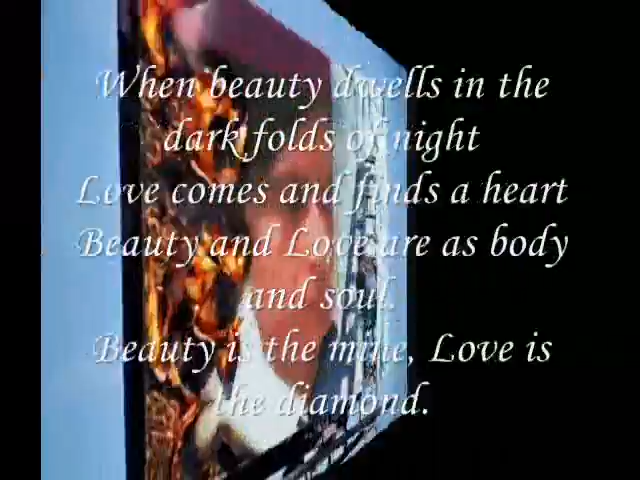 When beauty dwells in the
dark folds of night
Love comes and finds a heart
Beauty and Love are as body
and soul.
Beauty is the mine, Love is
the diamond.